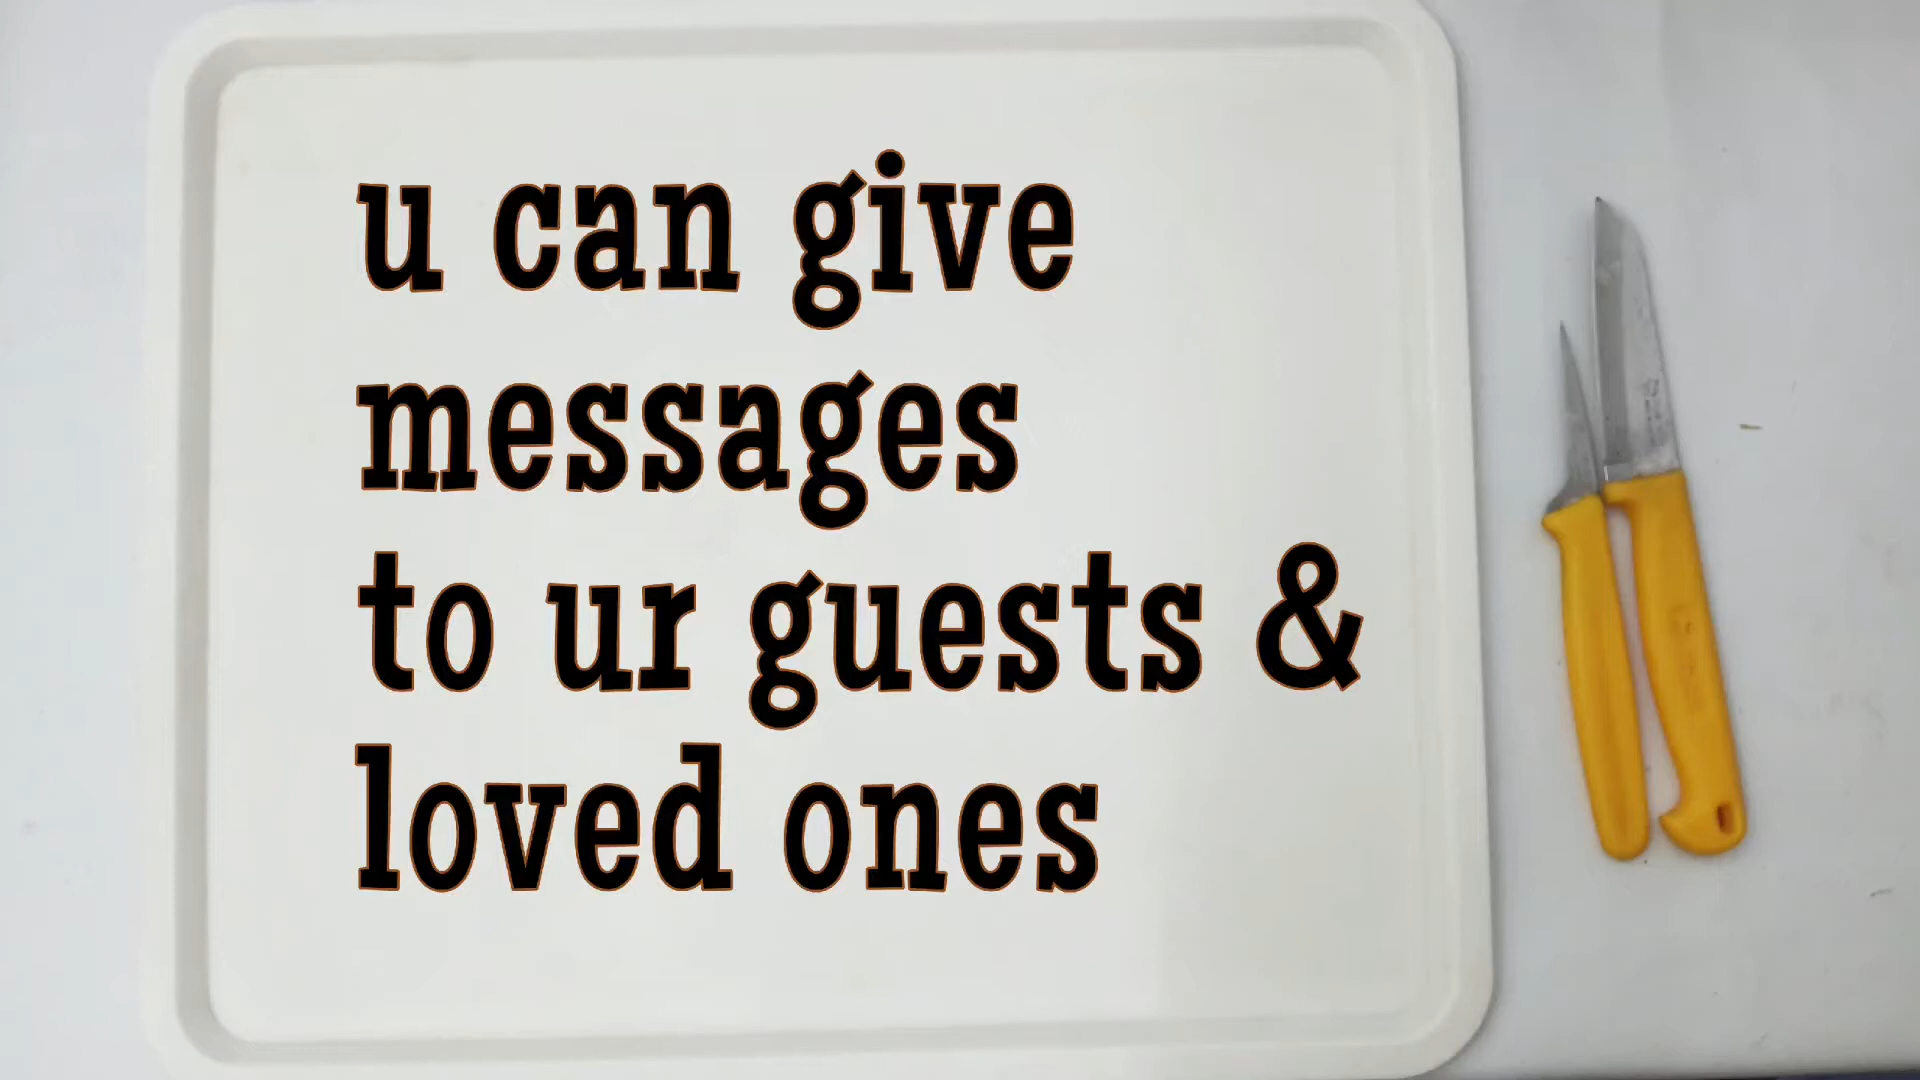 u can give
messages
to ur guests &
loved ones